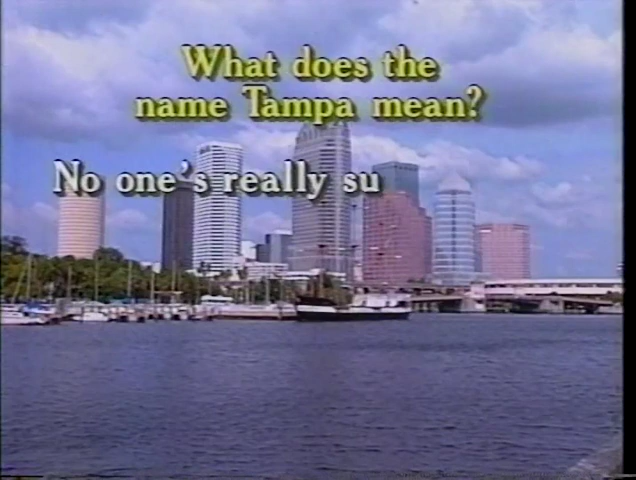 What does the
name Tampa mean?
No one's really su